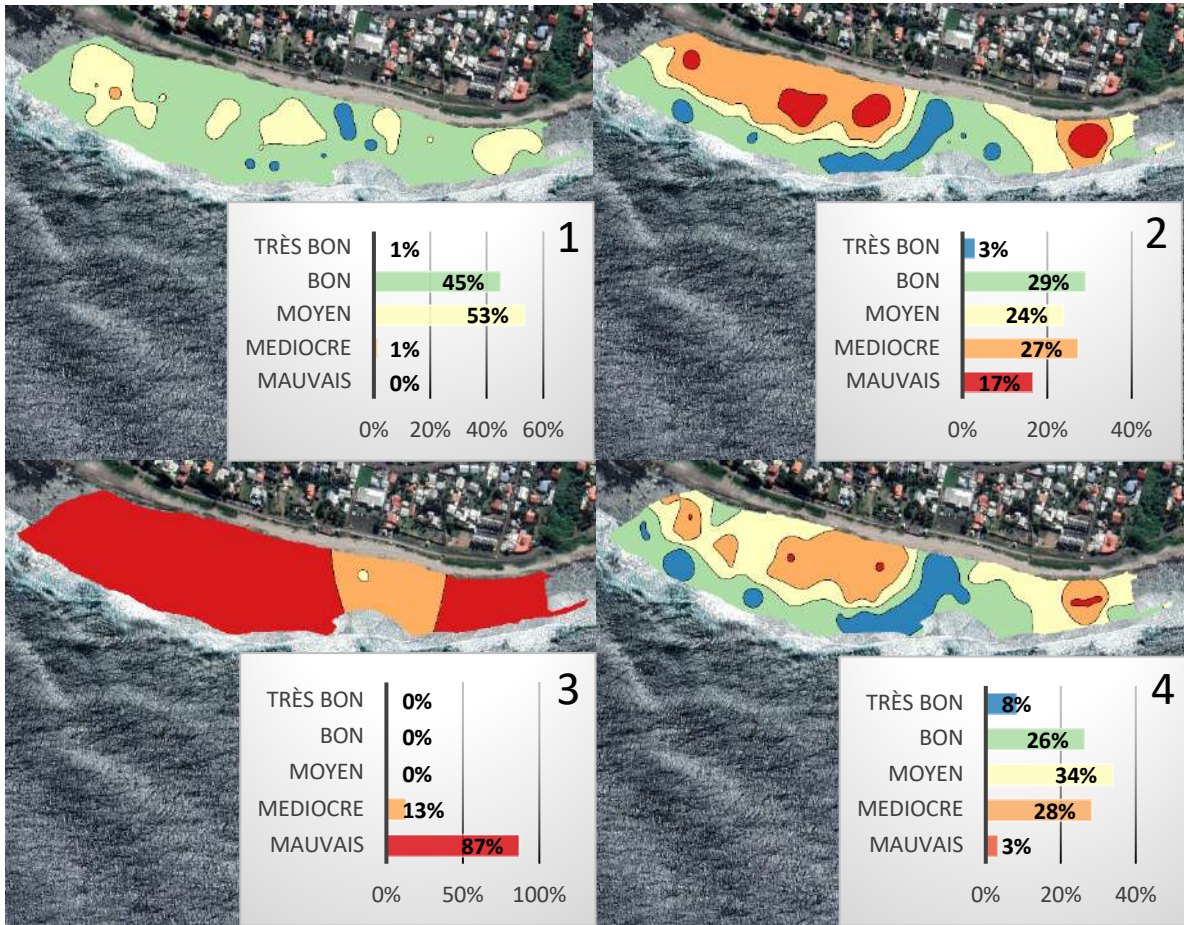 1
TRÈS BON 1%
BON 45%
MOYEN 53%
MEDIOCRE 1%
MAUVAIS 0%
0% 20% 40% 60%
2
TRÈS BON 3%
BON 29%
MOYEN 24%
MEDIOCRE 27%
MAUVAIS 17%
0% 20% 40%
3
TRÈS BON 0%
BON 0%
MOYEN 0%
MEDIOCRE 13%
MAUVAIS 87%
0% 50% 100%
4
TRÈS BON 8%
BON 26%
MOYEN 34%
MEDIOCRE 28%
MAUVAIS 3%
0% 20% 40%